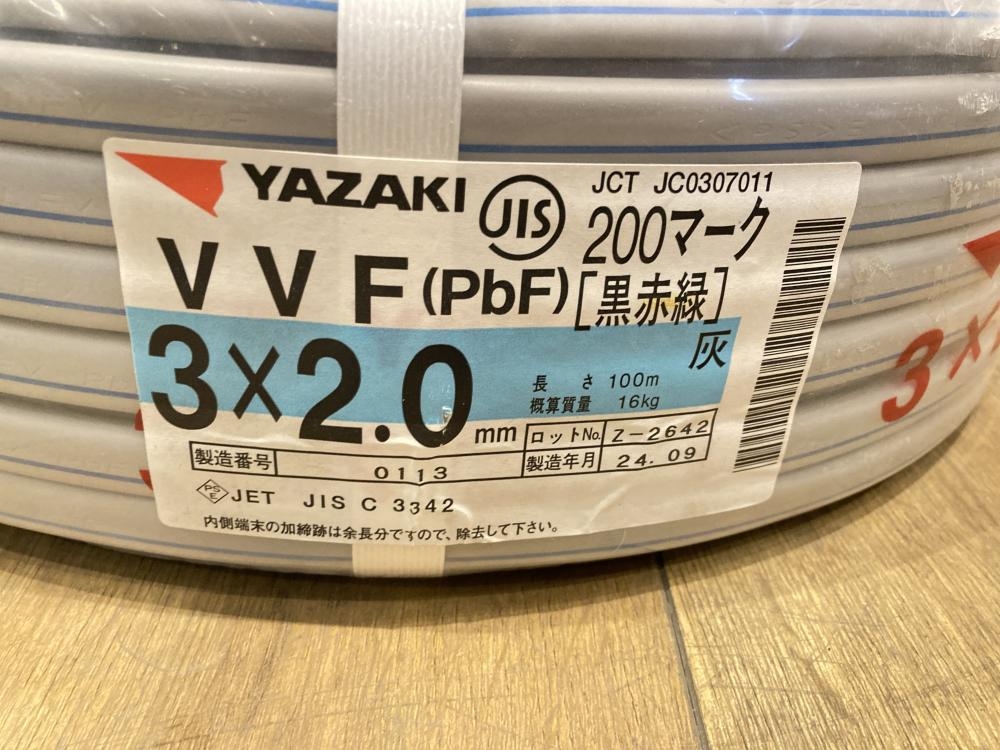 YAZAKI
JIS
JCT JC0307011
200マーク
VVF(PbF)
[黒赤緑]
灰
3×2.0mm
長さ 100m
概算質量 16kg
ロットNo. Z-2642
製造番号 0113
製造年月 24.09
PSE JET JIS C 3342
内側端末の加締跡は余長分ですので、除去して下さい。
3×